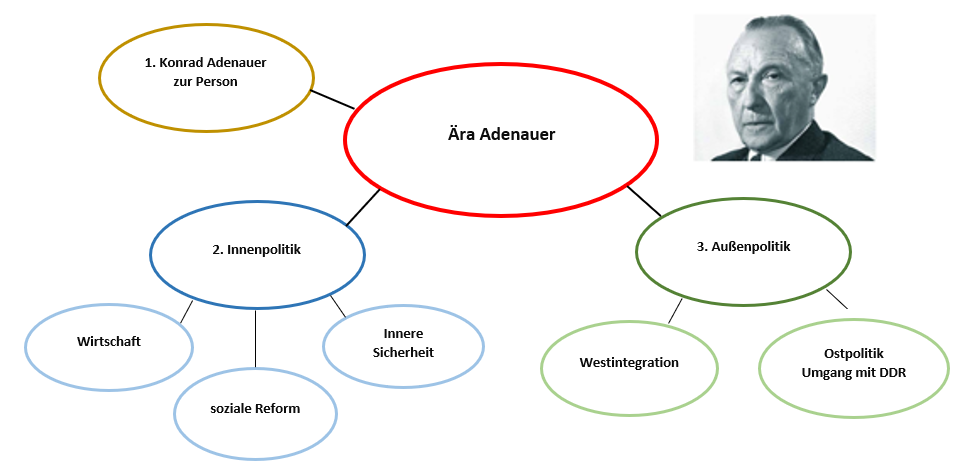 1. Konrad Adenauer
zur Person
Ära Adenauer
2. Innenpolitik
3. Außenpolitik
Wirtschaft
soziale Reform
Innere
Sicherheit
Westintegration
Ostpolitik
Umgang mit DDR